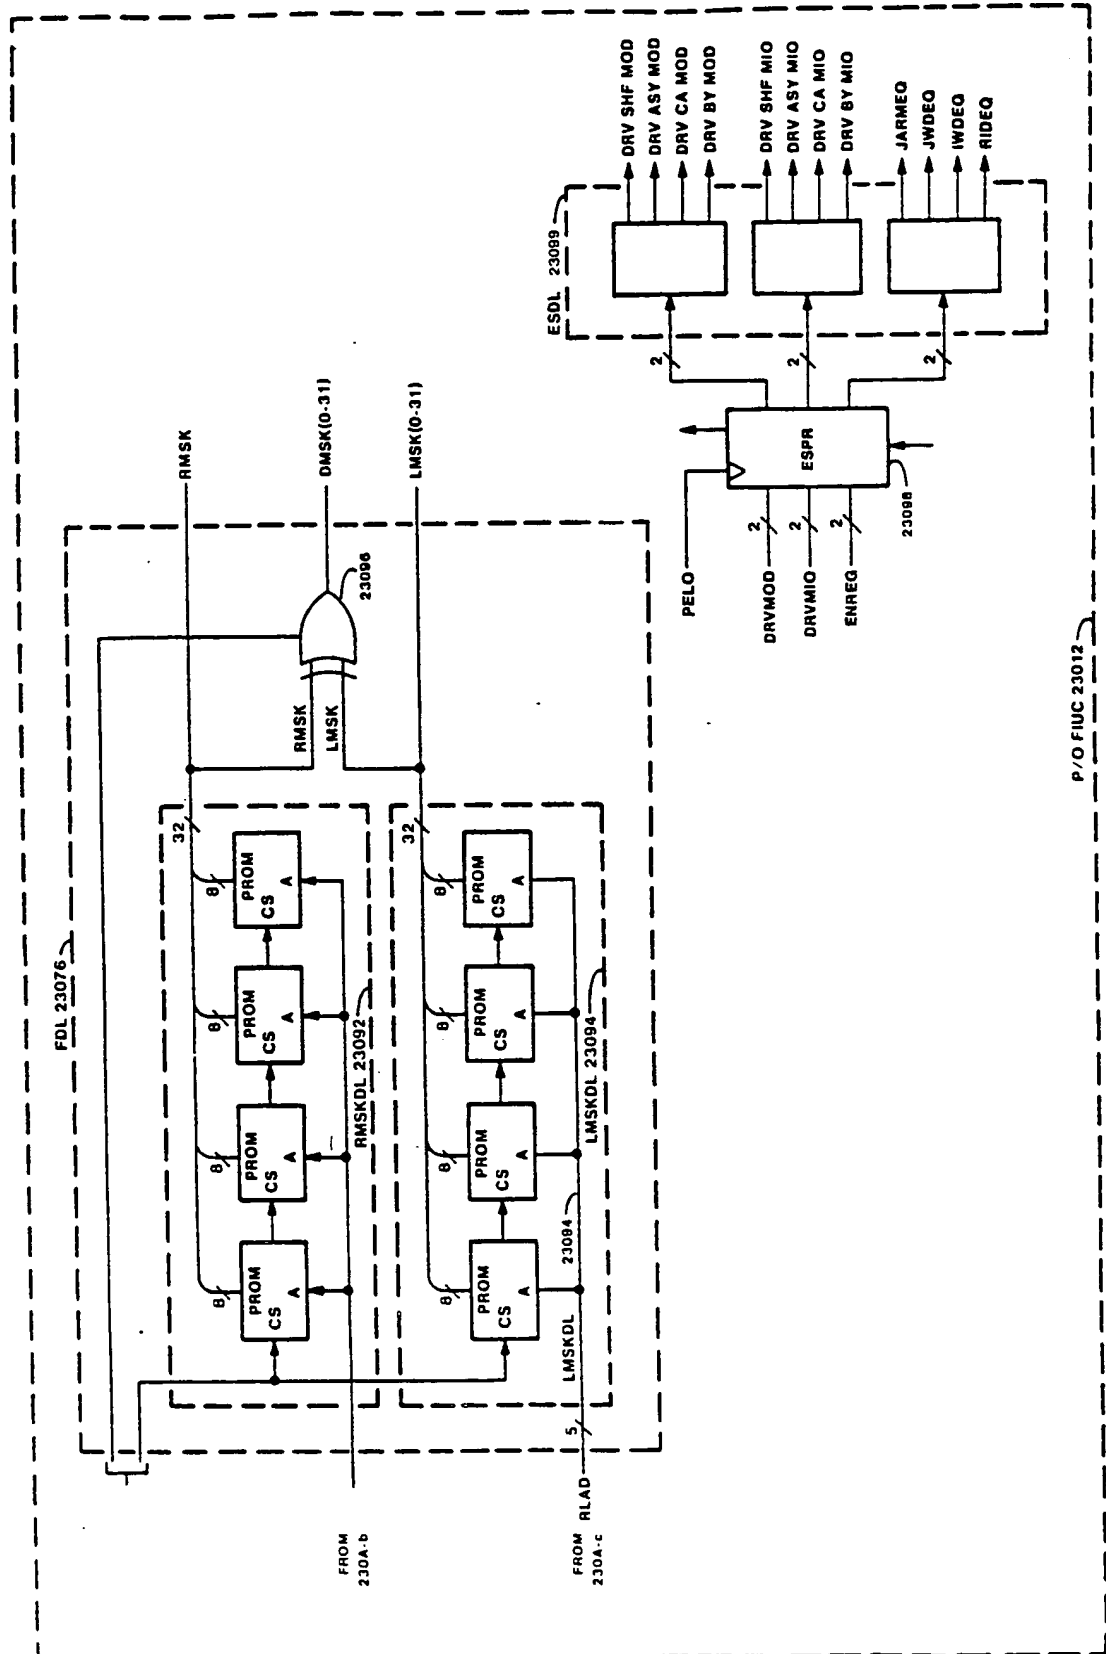 FDL 23076
RMSK
DMSK(0-31)
LMSK(0-31)
32
8
8
8
8
PROM
CS
A
PROM
CS
A
PROM
CS
A
PROM
CS
A
RMSKDL 23092
RMSK
LMSK
23096
32
8
8
8
8
PROM
CS
A
PROM
CS
A
PROM
CS
A
PROM
CS
A
LMSKDL
23094
LMSKDL 23094
5
FROM
230A-b
RLAD
FROM
230A-c
ESDL 23099
DRV SHF MOD
DRV ASY MOD
DRV CA MOD
DRV BY MOD
DRV SHF MIO
DRV ASY MIO
DRV CA MIO
DRV BY MIO
JARMEQ
JWDEQ
IWDEQ
RIDEQ
2
2
2
PELO
ESPR
23098
2
2
2
DRVMOD
DRVMIO
ENREG
P/O FIUC 23012